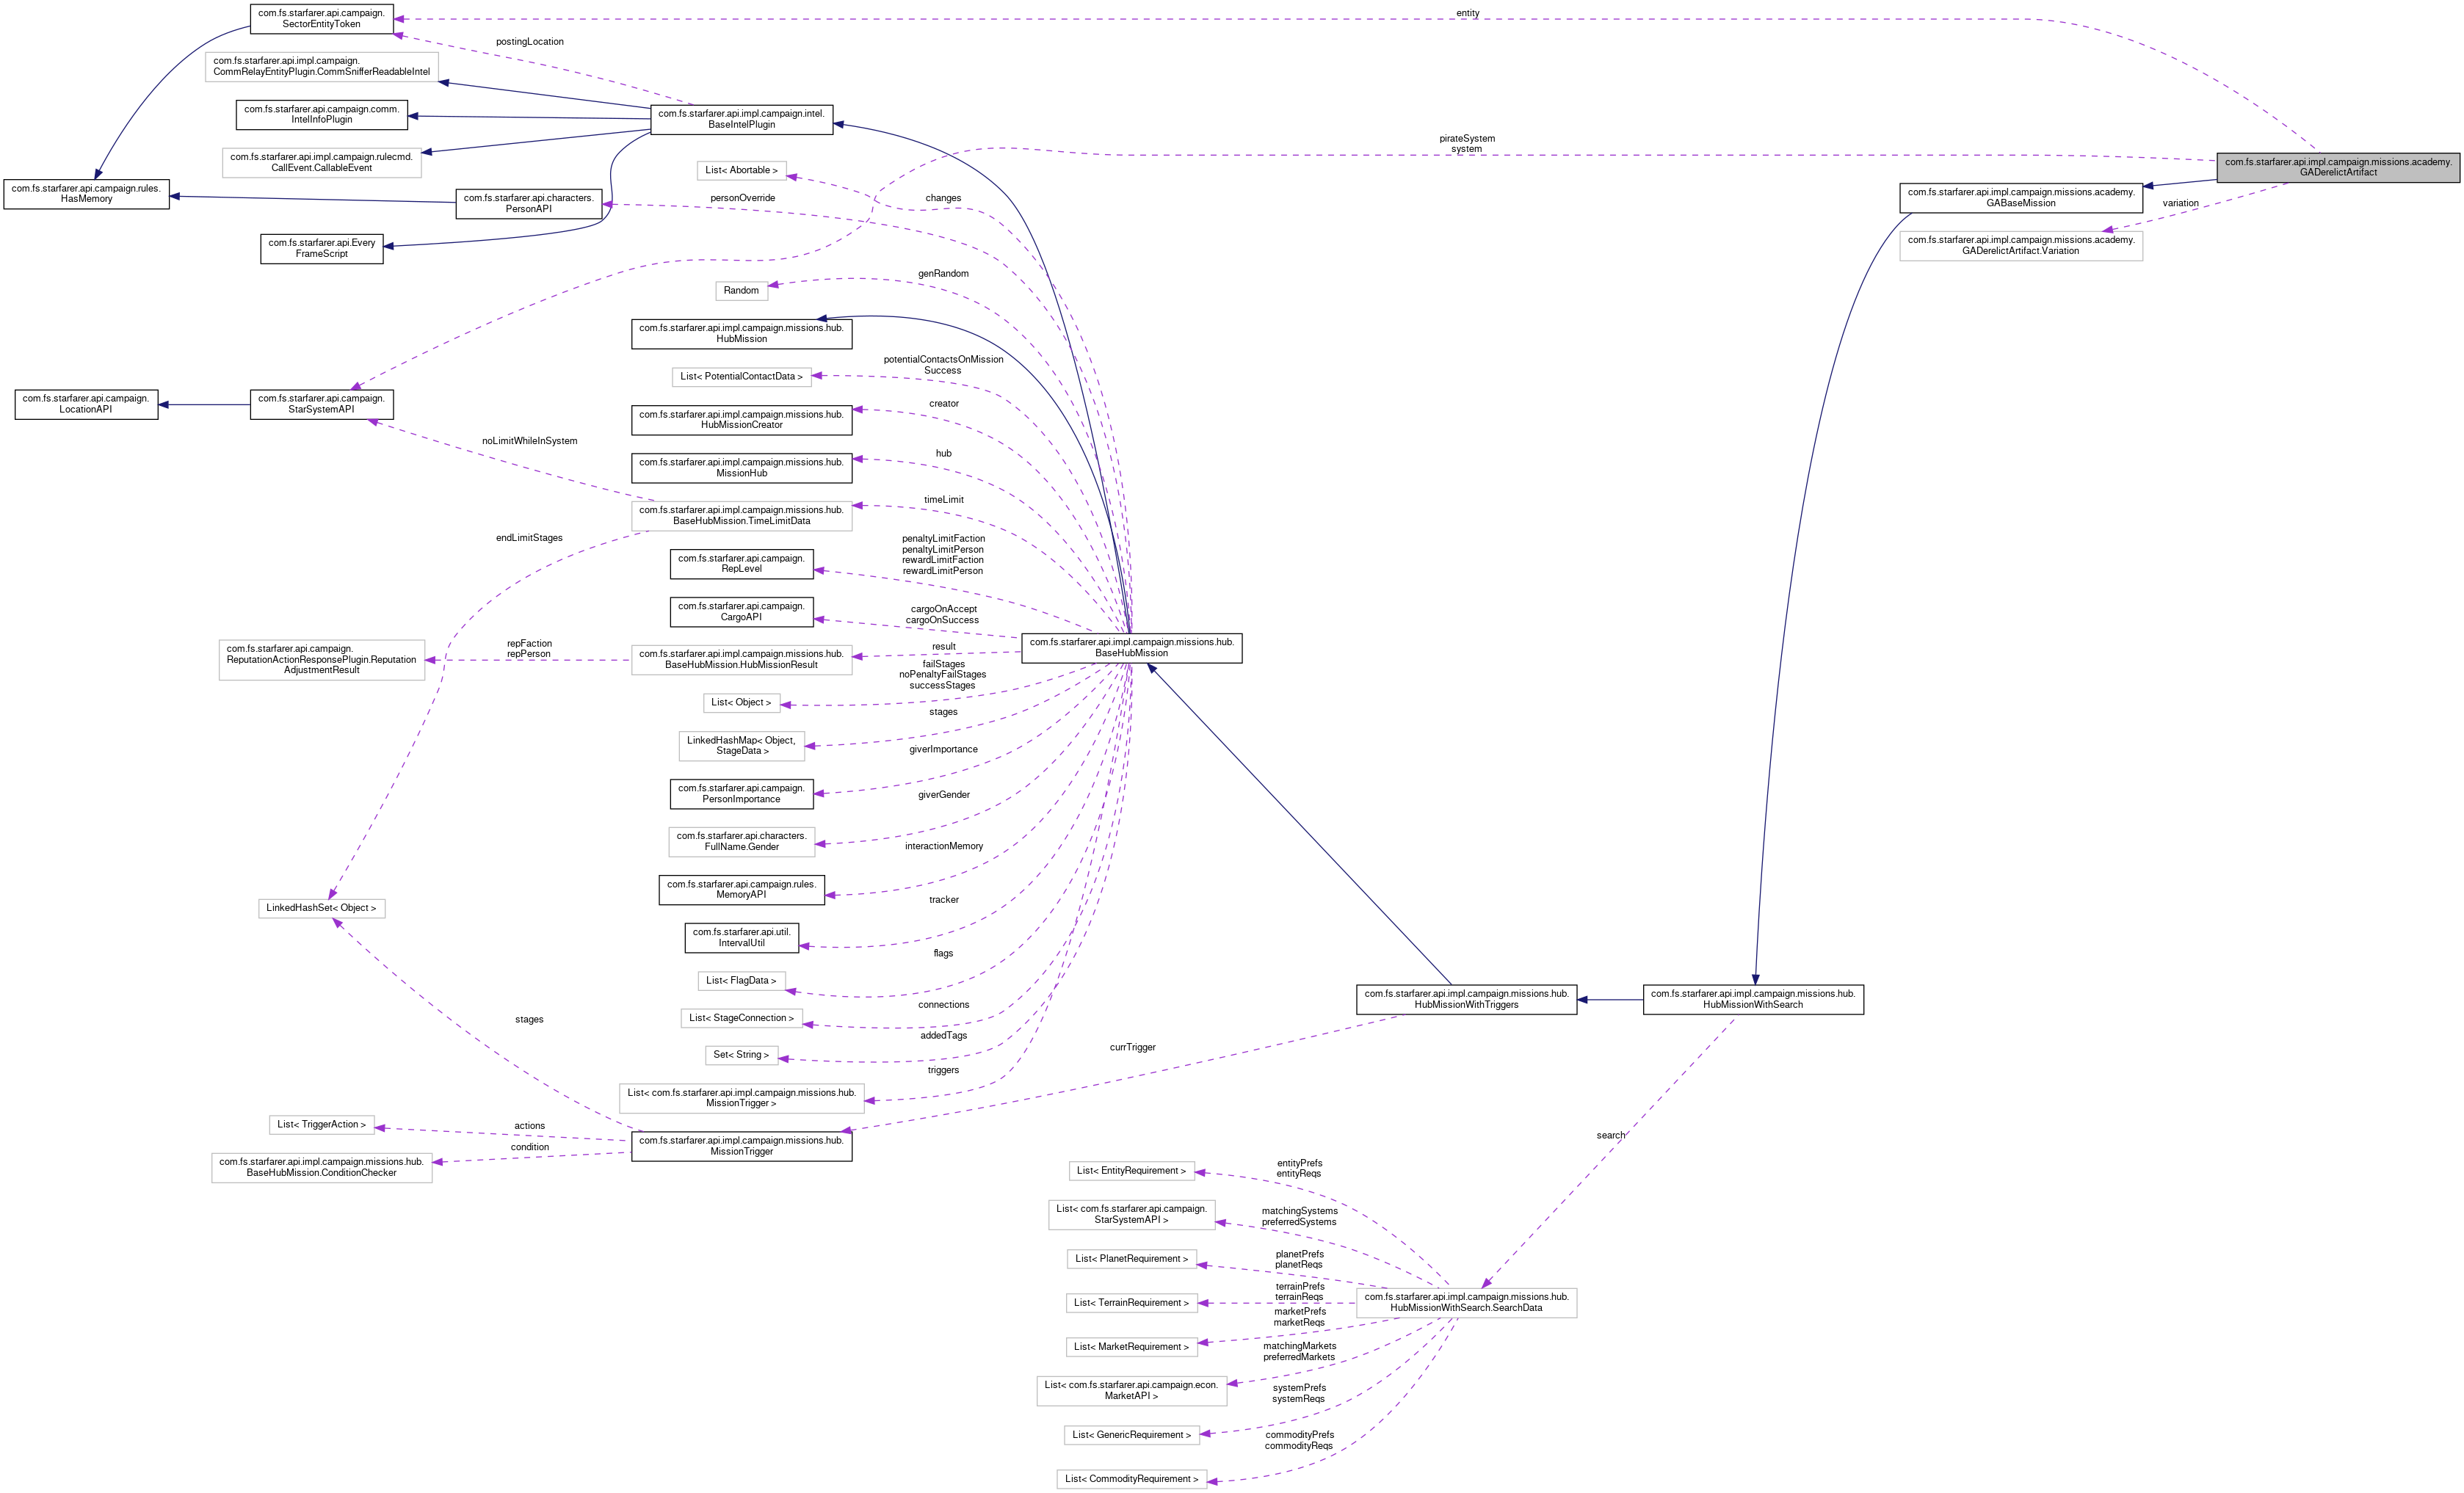 com.fs.starfarer.api.campaign.
SectorEntityToken
entity
postingLocation
com.fs.starfarer.api.impl.campaign.
CommRelayEntityPlugin.CommSnifferReadableIntel
com.fs.starfarer.api.campaign.comm.
IntelInfoPlugin
com.fs.starfarer.api.impl.campaign.intel.
BaseIntelPlugin
com.fs.starfarer.api.impl.campaign.rulecmd.
CallEvent.CallableEvent
pirateSystem
system
com.fs.starfarer.api.impl.campaign.missions.academy.
GADerelictArtifact
List< Abortable >
com.fs.starfarer.api.campaign.rules.
HasMemory
com.fs.starfarer.api.characters.
PersonAPI
personOverride
changes
com.fs.starfarer.api.impl.campaign.missions.academy.
GABaseMission
variation
com.fs.starfarer.api.Every
FrameScript
com.fs.starfarer.api.impl.campaign.missions.academy.
GADerelictArtifact.Variation
Random
genRandom
com.fs.starfarer.api.impl.campaign.missions.hub.
HubMission
List< PotentialContactData >
potentialContactsOnMission
Success
com.fs.starfarer.api.campaign.
LocationAPI
com.fs.starfarer.api.campaign.
StarSystemAPI
com.fs.starfarer.api.impl.campaign.missions.hub.
HubMissionCreator
creator
noLimitWhileInSystem
com.fs.starfarer.api.impl.campaign.missions.hub.
MissionHub
hub
com.fs.starfarer.api.impl.campaign.missions.hub.
BaseHubMission.TimeLimitData
timeLimit
endLimitStages
com.fs.starfarer.api.campaign.
RepLevel
penaltyLimitFaction
penaltyLimitPerson
rewardLimitFaction
rewardLimitPerson
com.fs.starfarer.api.campaign.
CargoAPI
cargoOnAccept
cargoOnSuccess
com.fs.starfarer.api.impl.campaign.missions.hub.
BaseHubMission
com.fs.starfarer.api.campaign.
ReputationActionResponsePlugin.Reputation
AdjustmentResult
repFaction
repPerson
com.fs.starfarer.api.impl.campaign.missions.hub.
BaseHubMission.HubMissionResult
result
failStages
noPenaltyFailStages
successStages
List< Object >
stages
LinkedHashMap< Object,
StageData >
giverImportance
com.fs.starfarer.api.campaign.
PersonImportance
giverGender
com.fs.starfarer.api.characters.
FullName.Gender
interactionMemory
com.fs.starfarer.api.campaign.rules.
MemoryAPI
LinkedHashSet< Object >
tracker
com.fs.starfarer.api.util.
IntervalUtil
flags
List< FlagData >
connections
List< StageConnection >
com.fs.starfarer.api.impl.campaign.missions.hub.
HubMissionWithTriggers
com.fs.starfarer.api.impl.campaign.missions.hub.
HubMissionWithSearch
stages
addedTags
Set< String >
currTrigger
triggers
List< com.fs.starfarer.api.impl.campaign.missions.hub.
MissionTrigger >
List< TriggerAction >
actions
com.fs.starfarer.api.impl.campaign.missions.hub.
MissionTrigger
search
condition
com.fs.starfarer.api.impl.campaign.missions.hub.
BaseHubMission.ConditionChecker
List< EntityRequirement >
entityPrefs
entityReqs
List< com.fs.starfarer.api.campaign.
StarSystemAPI >
matchingSystems
preferredSystems
List< PlanetRequirement >
planetPrefs
planetReqs
List< TerrainRequirement >
terrainPrefs
terrainReqs
com.fs.starfarer.api.impl.campaign.missions.hub.
HubMissionWithSearch.SearchData
List< MarketRequirement >
marketPrefs
marketReqs
List< com.fs.starfarer.api.campaign.econ.
MarketAPI >
matchingMarkets
preferredMarkets
List< GenericRequirement >
systemPrefs
systemReqs
List< CommodityRequirement >
commodityPrefs
commodityReqs